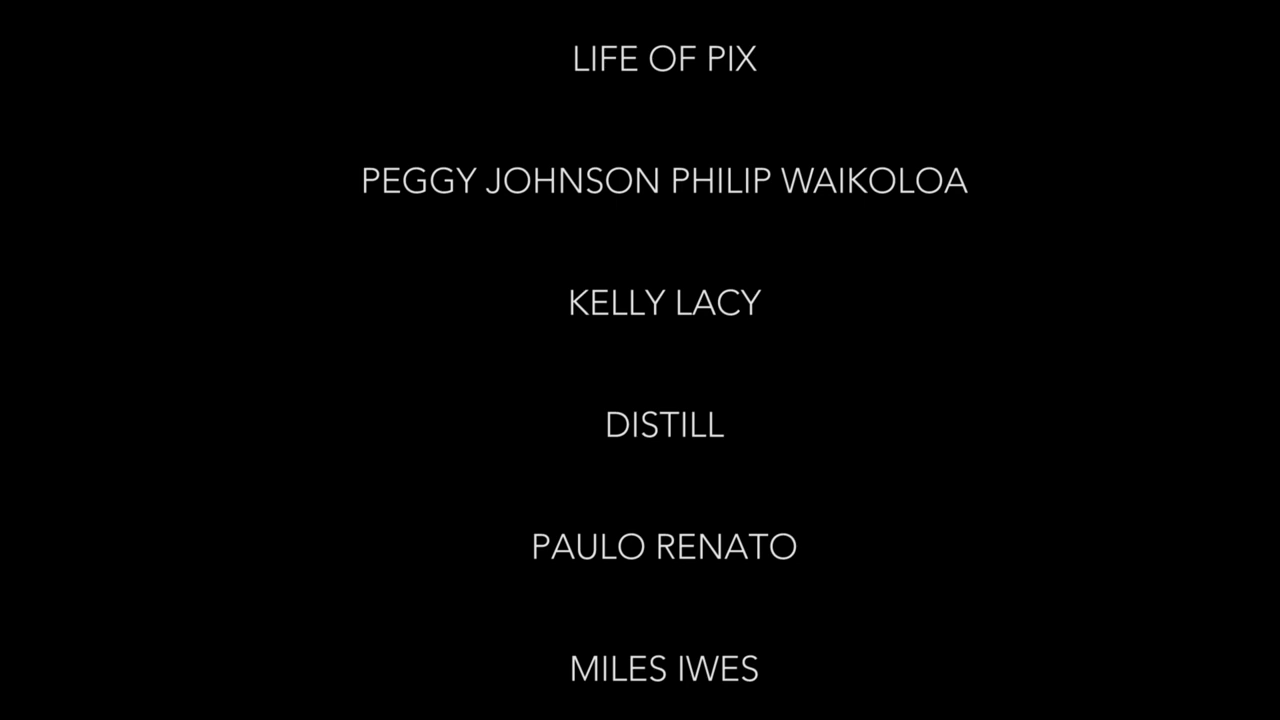 LIFE OF PIX
PEGGY JOHNSON PHILIP WAIKOLOA
KELLY LACY
DISTILL
PAULO RENATO
MILES IWES